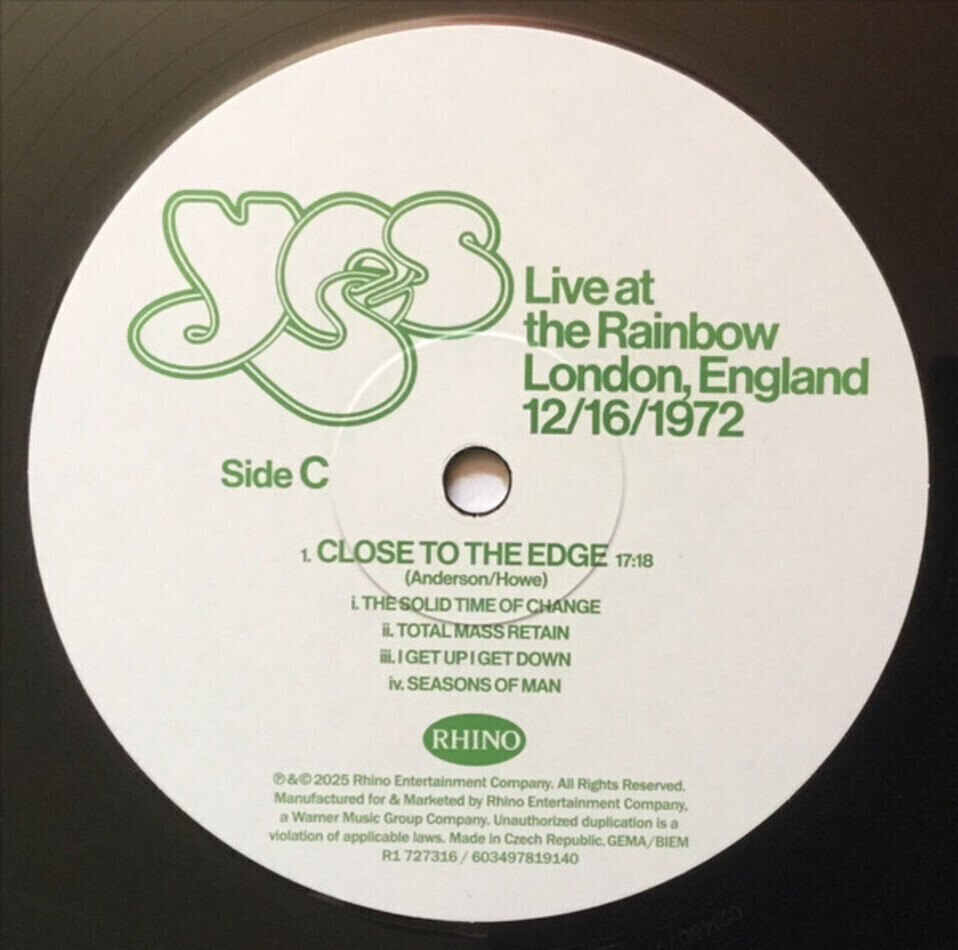 yes
Live at
the Rainbow
London, England
12/16/1972
Side C
1. CLOSE TO THE EDGE 17:18
(Anderson/Howe)
i. THE SOLID TIME OF CHANGE
ii. TOTAL MASS RETAIN
iii. I GET UP I GET DOWN
iv. SEASONS OF MAN
RHINO
℗ & © 2025 Rhino Entertainment Company. All Rights Reserved.
Manufactured for & Marketed by Rhino Entertainment Company,
a Warner Music Group Company. Unauthorized duplication is a
violation of applicable laws. Made in Czech Republic. GEMA/BIEM
R1 727316 / 603497819140